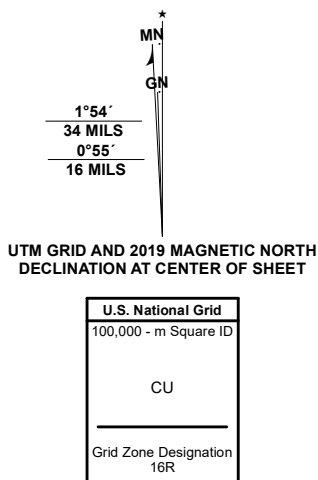 MN
GN
1°54´
34 MILS
0°55´
16 MILS
UTM GRID AND 2019 MAGNETIC NORTH
DECLINATION AT CENTER OF SHEET
U.S. National Grid
100,000 - m Square ID
CU
Grid Zone Designation
16R